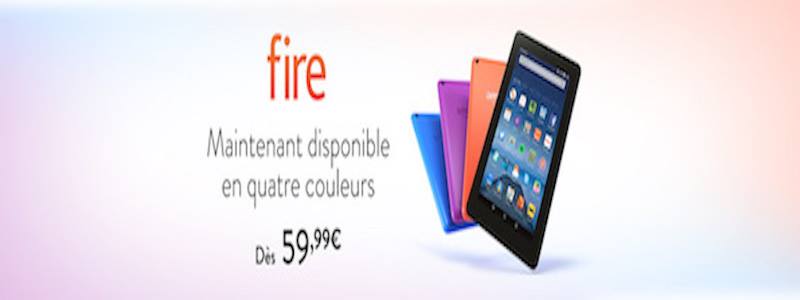 fire
Maintenant disponible
en quatre couleurs
Dès 59,99€